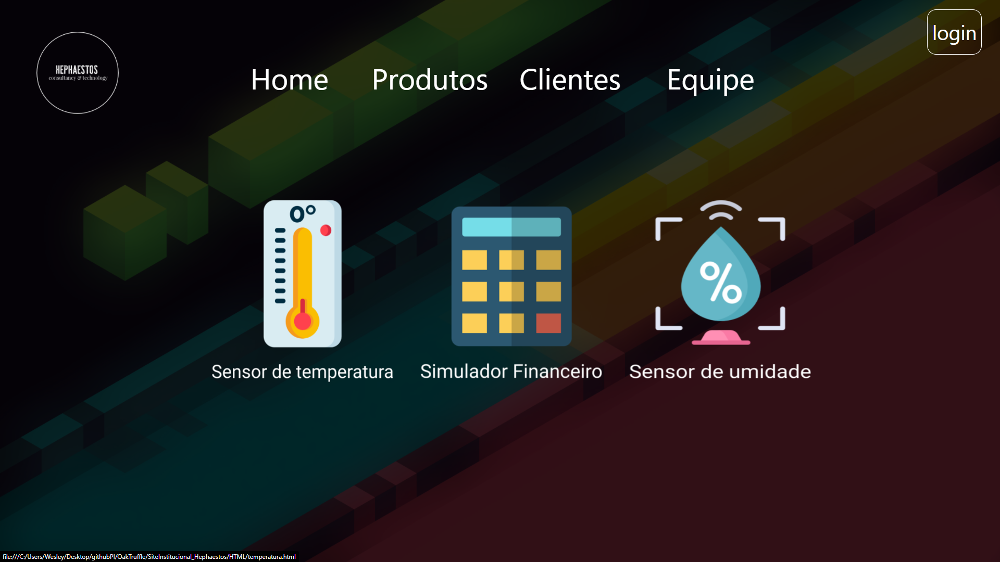 login
HEPHAESTOS
consultancy & technology
Home Produtos Clientes Equipe
0°
%
Sensor de temperatura Simulador Financeiro Sensor de umidade
file:///C:/Users/Wesley/Desktop/githubPI/OakTruffle/SiteInstitucional_Hephaestos/HTML/temperatura.html